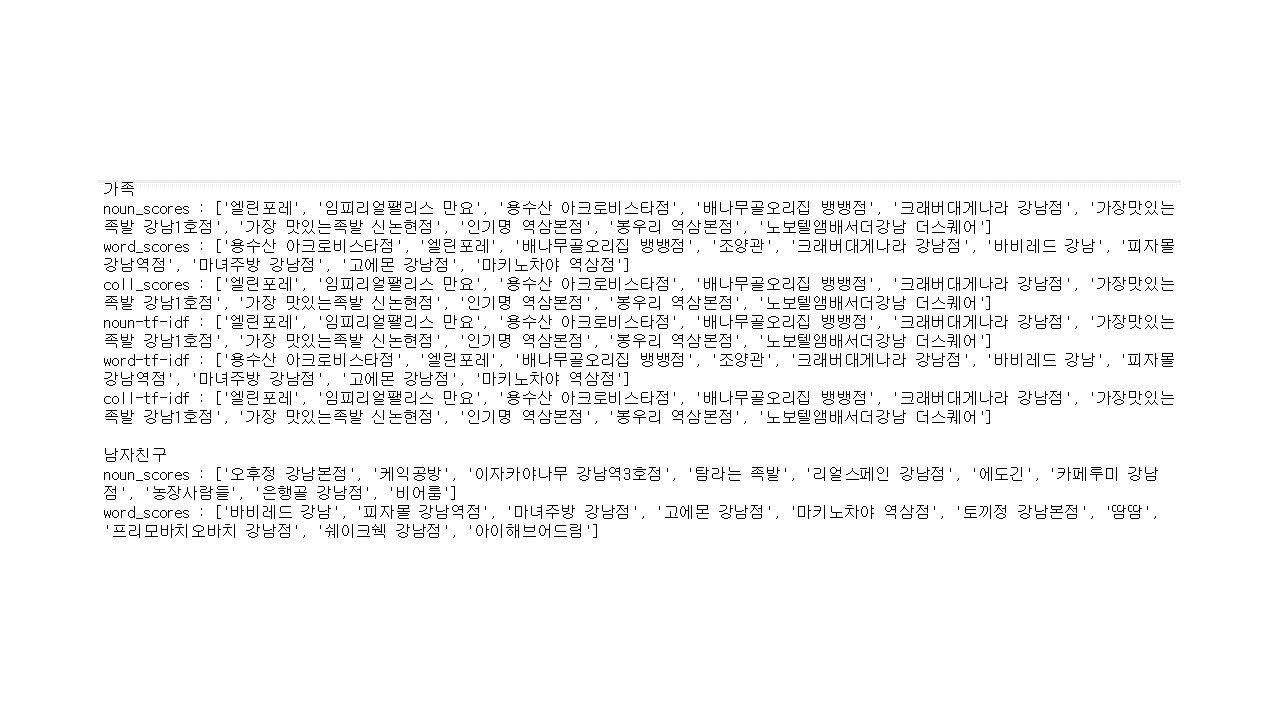 가족
noun_scores : ['엘린포레', '임피리얼팰리스 만요', '용수산 아크로비스타점', '배나무골오리집 뱅뱅점', '크래버대게나라 강남점', '가장맛있는
족발 강남1호점', '가장 맛있는족발 신논현점', '인기명 역삼본점', '봉우리 역삼본점', '노보텔앰배서더강남 더스퀘어']
word_scores : ['용수산 아크로비스타점', '엘린포레', '배나무골오리집 뱅뱅점', '조양관', '크래버대게나라 강남점', '바비레드 강남', '피자몰
강남역점', '마녀주방 강남점', '고에몬 강남점', '마키노차야 역삼점']
coll_scores : ['엘린포레', '임피리얼팰리스 만요', '용수산 아크로비스타점', '배나무골오리집 뱅뱅점', '크래버대게나라 강남점', '가장맛있는
족발 강남1호점', '가장 맛있는족발 신논현점', '인기명 역삼본점', '봉우리 역삼본점', '노보텔앰배서더강남 더스퀘어']
noun-tf-idf : ['엘린포레', '임피리얼팰리스 만요', '용수산 아크로비스타점', '배나무골오리집 뱅뱅점', '크래버대게나라 강남점', '가장맛있는
족발 강남1호점', '가장 맛있는족발 신논현점', '인기명 역삼본점', '봉우리 역삼본점', '노보텔앰배서더강남 더스퀘어']
word-tf-idf : ['용수산 아크로비스타점', '엘린포레', '배나무골오리집 뱅뱅점', '조양관', '크래버대게나라 강남점', '바비레드 강남', '피자몰
강남역점', '마녀주방 강남점', '고에몬 강남점', '마키노차야 역삼점']
coll-tf-idf : ['엘린포레', '임피리얼팰리스 만요', '용수산 아크로비스타점', '배나무골오리집 뱅뱅점', '크래버대게나라 강남점', '가장맛있는
족발 강남1호점', '가장 맛있는족발 신논현점', '인기명 역삼본점', '봉우리 역삼본점', '노보텔앰배서더강남 더스퀘어']
남자친구
noun_scores : ['오후정 강남본점', '케익공방', '이자카야나무 강남역3호점', '탐라는 족발', '리얼스페인 강남점', '에도긴', '카페투미 강남
점', '농장사람들', '은행골 강남점', '비어룸']
word_scores : ['바비레드 강남', '피자몰 강남역점', '마녀주방 강남점', '고에몬 강남점', '마키노차야 역삼점', '토끼정 강남본점', '땀땀',
'프리모바치오바치 강남점', '쉐이크쉑 강남점', '아이해브어드림']